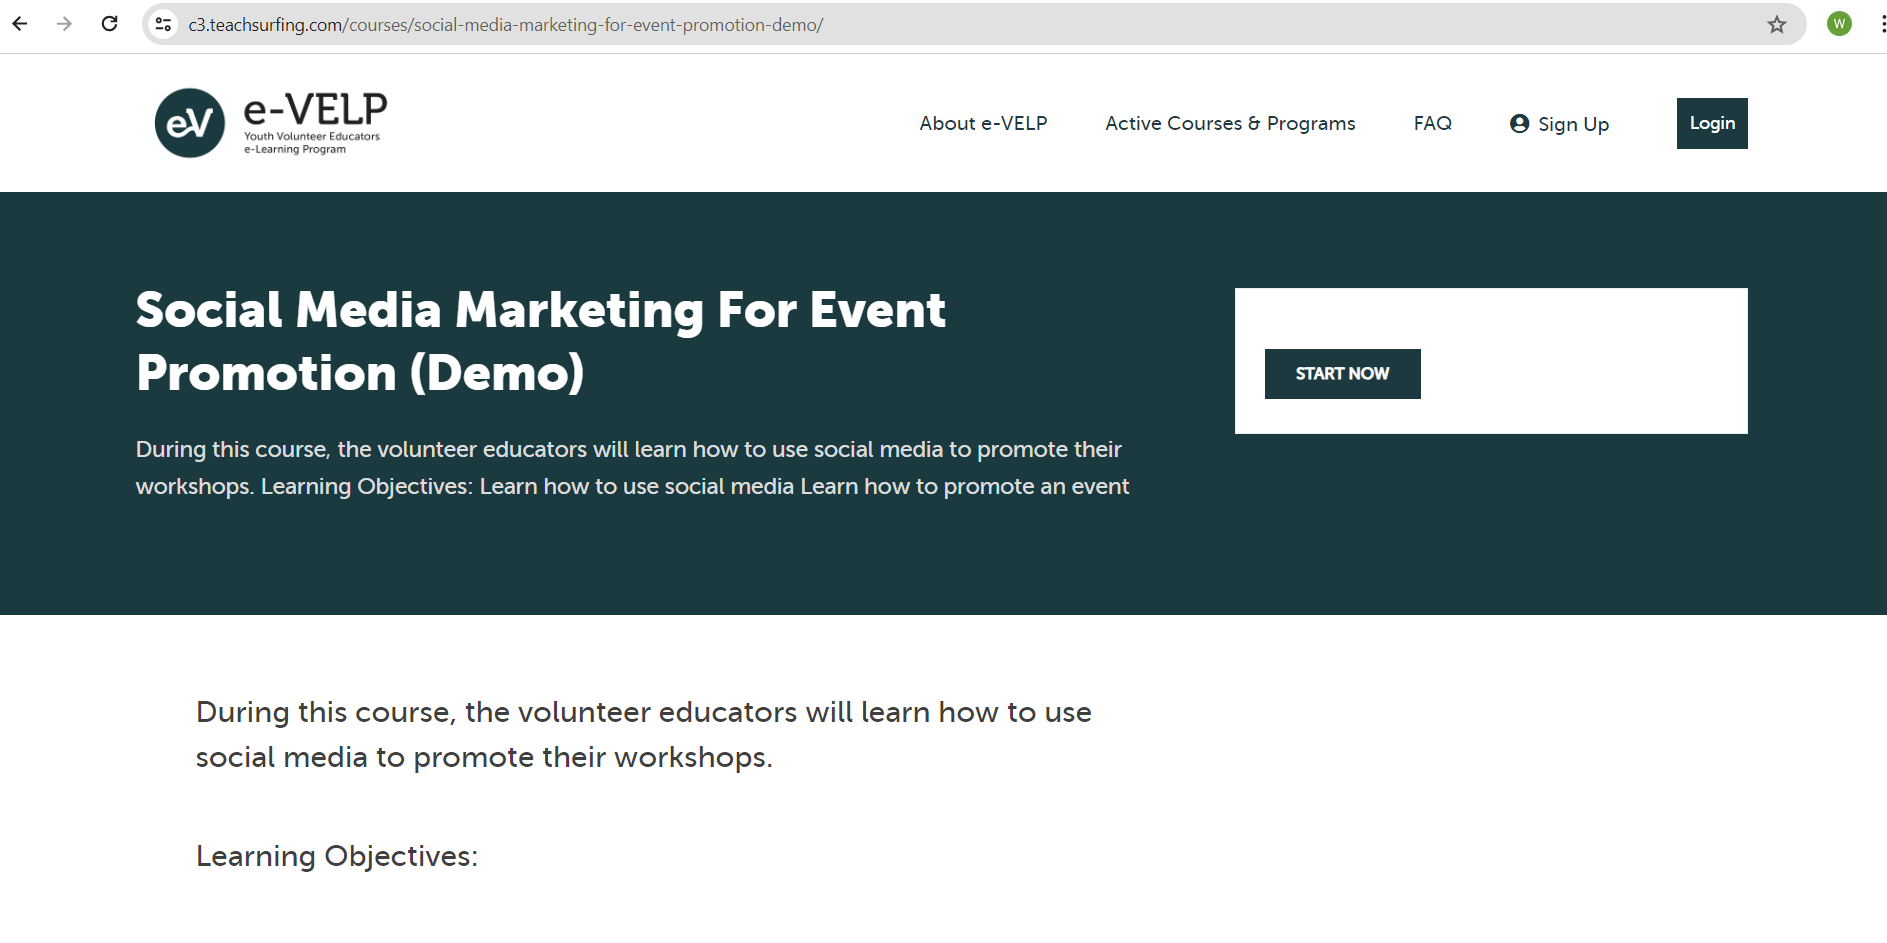 c3.teachsurfing.com/courses/social-media-marketing-for-event-promotion-demo/
W
eV
e-VELP
Youth Volunteer Educators
e-Learning Program
About e-VELP
Active Courses & Programs
FAQ
Sign Up
Login
Social Media Marketing For Event
Promotion (Demo)
During this course, the volunteer educators will learn how to use social media to promote their
workshops. Learning Objectives: Learn how to use social media Learn how to promote an event
START NOW
During this course, the volunteer educators will learn how to use
social media to promote their workshops.
Learning Objectives: